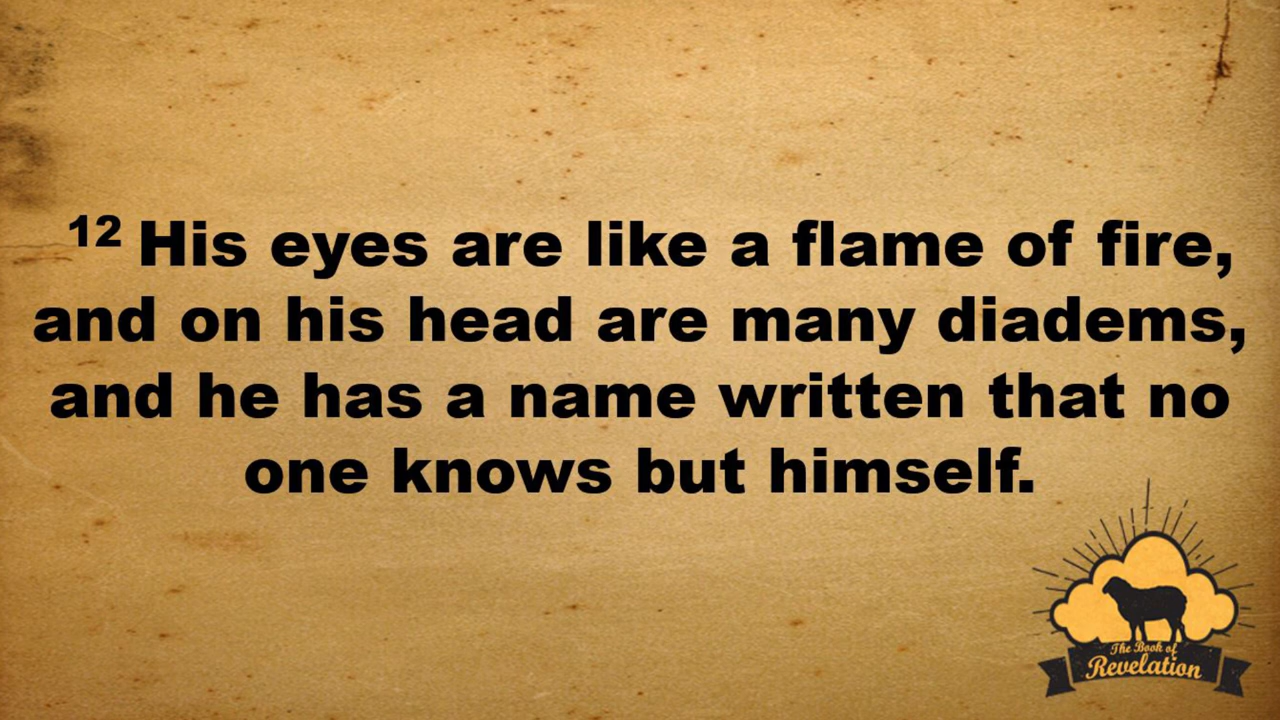 12 His eyes are like a flame of fire,
and on his head are many diadems,
and he has a name written that no
one knows but himself.
The Book of
Revelation